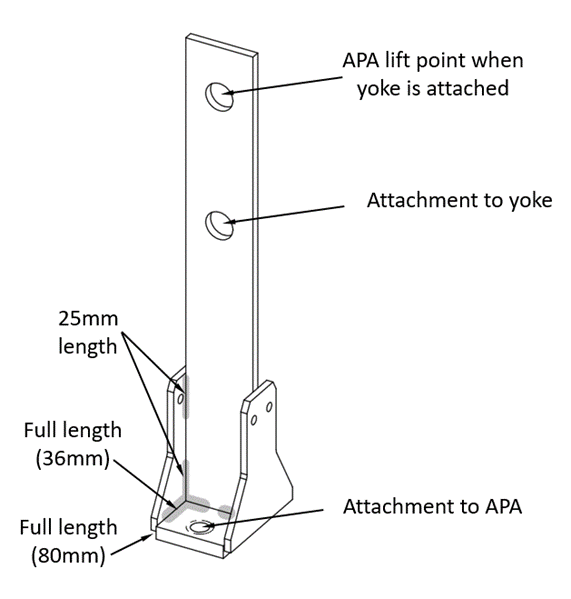 APA lift point when
yoke is attached
Attachment to yoke
25mm
length
Full length
(36mm)
Attachment to APA
Full length
(80mm)